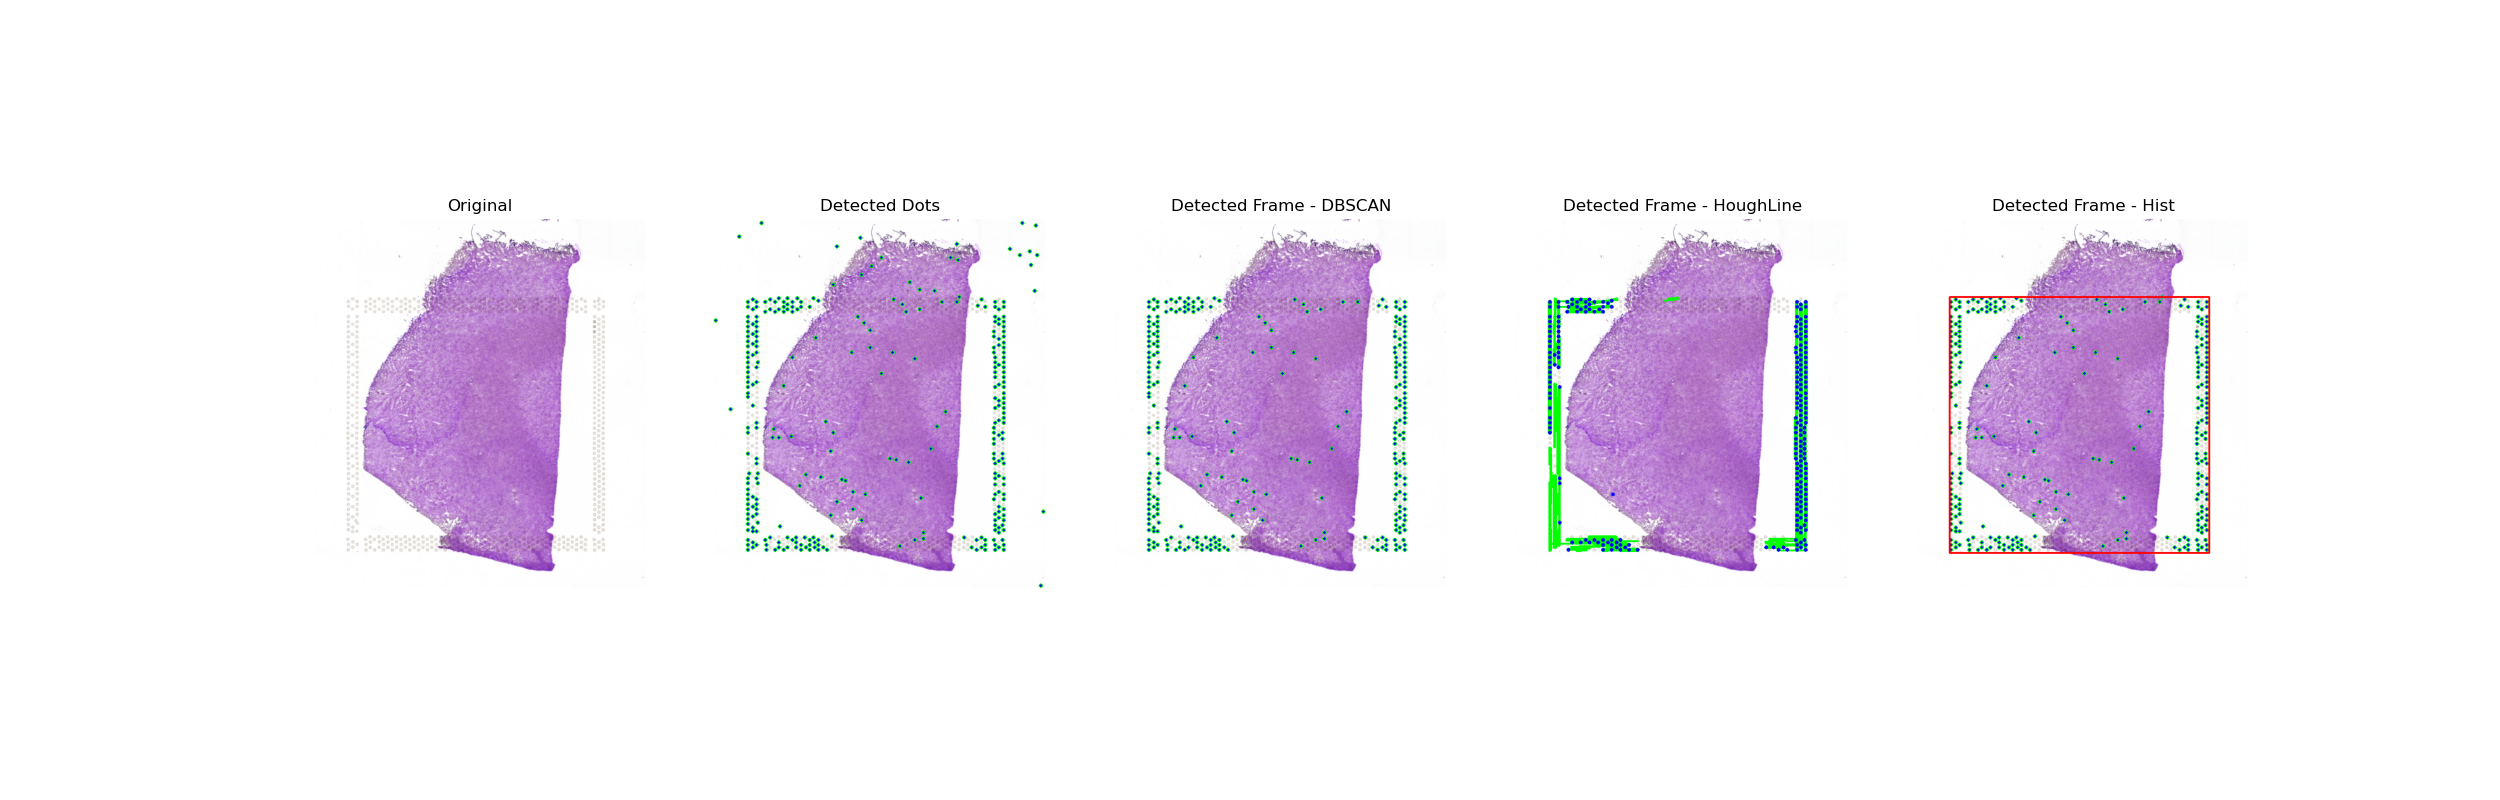 Original
Detected Dots
Detected Frame - DBSCAN
Detected Frame - HoughLine
Detected Frame - Hist